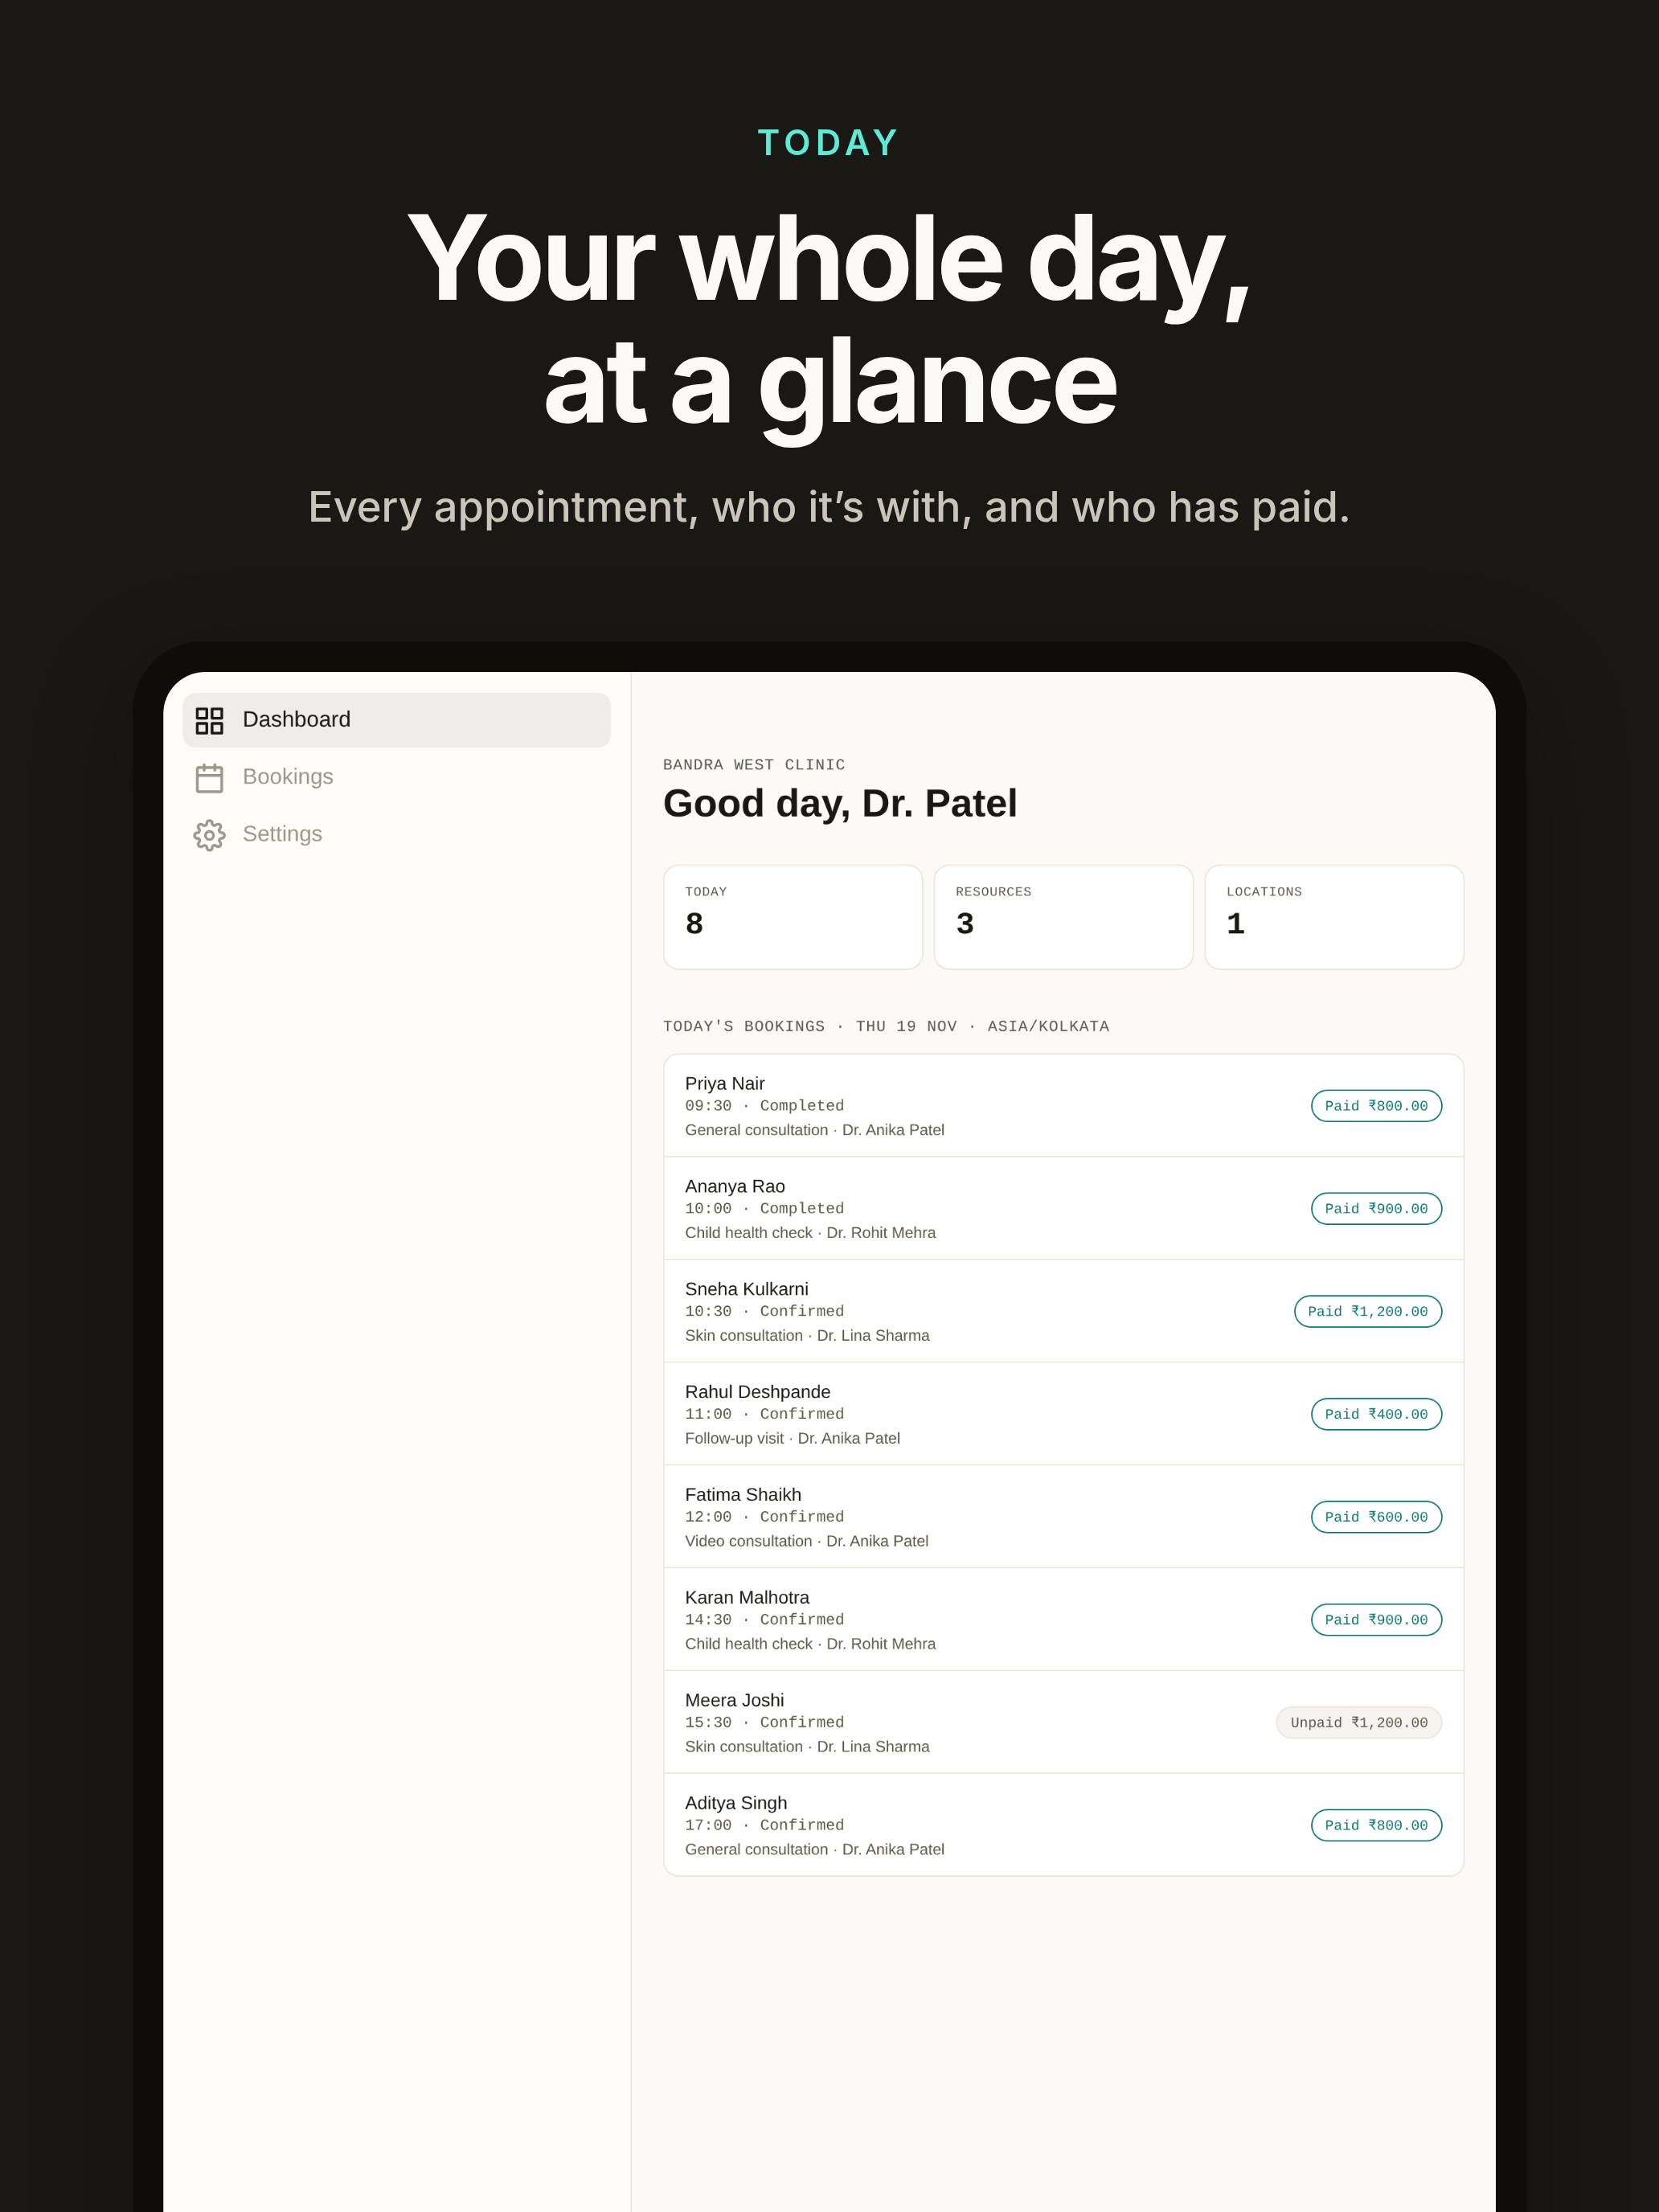 TODAY
Your whole day,
at a glance
Every appointment, who it’s with, and who has paid.
Dashboard
Bookings
Settings
BANDRA WEST CLINIC
Good day, Dr. Patel
TODAY
8
RESOURCES
3
LOCATIONS
1
TODAY'S BOOKINGS · THU 19 NOV · ASIA/KOLKATA
Priya Nair
09:30 · Completed
General consultation · Dr. Anika Patel
Paid ₹800.00
Ananya Rao
10:00 · Completed
Child health check · Dr. Rohit Mehra
Paid ₹900.00
Sneha Kulkarni
10:30 · Confirmed
Skin consultation · Dr. Lina Sharma
Paid ₹1,200.00
Rahul Deshpande
11:00 · Confirmed
Follow-up visit · Dr. Anika Patel
Paid ₹400.00
Fatima Shaikh
12:00 · Confirmed
Video consultation · Dr. Anika Patel
Paid ₹600.00
Karan Malhotra
14:30 · Confirmed
Child health check · Dr. Rohit Mehra
Paid ₹900.00
Meera Joshi
15:30 · Confirmed
Skin consultation · Dr. Lina Sharma
Unpaid ₹1,200.00
Aditya Singh
17:00 · Confirmed
General consultation · Dr. Anika Patel
Paid ₹800.00